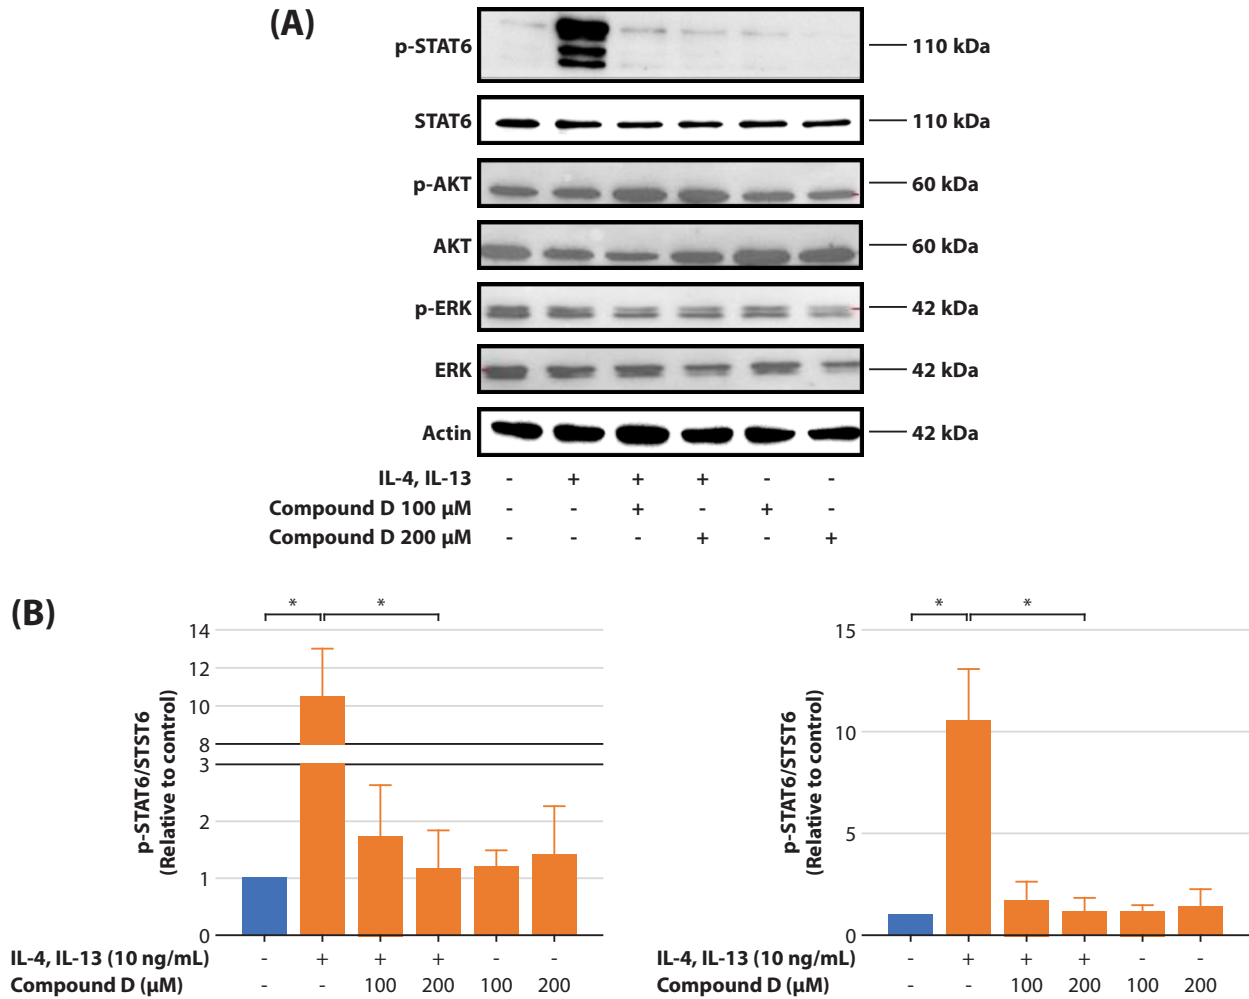 (A)
p-STAT6 110 kDa
STAT6 110 kDa
p-AKT 60 kDa
AKT 60 kDa
p-ERK 42 kDa
ERK 42 kDa
Actin 42 kDa
IL-4, IL-13 - + + + - -
Compound D 100 µM - - + - + -
Compound D 200 µM - - - + - +
(B)
* *
14
12
10
8
3
2
1
0
p-STAT6/STST6
(Relative to control)
IL-4, IL-13 (10 ng/mL) - + + + - -
Compound D (µM) - - 100 200 100 200
* *
15
10
5
0
p-STAT6/STST6
(Relative to control)
IL-4, IL-13 (10 ng/mL) - + + + - -
Compound D (µM) - - 100 200 100 200